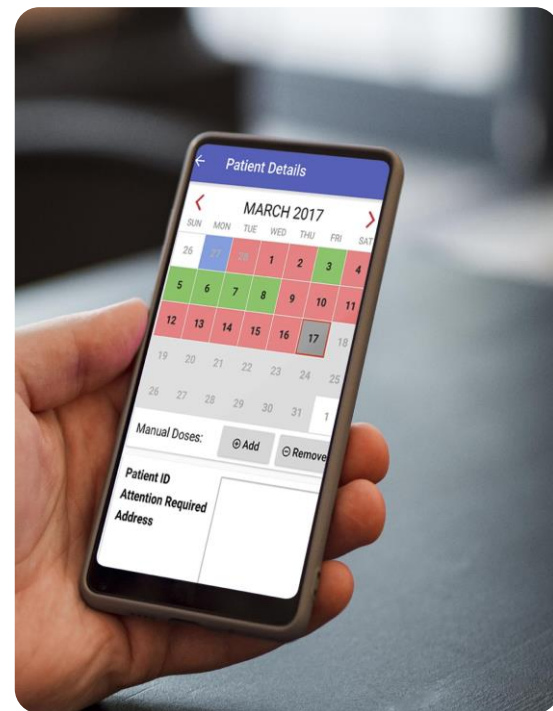 ← Patient Details
< MARCH 2017 >
SUN MON TUE WED THU FRI SAT
26 27 28 1 2 3 4
5 6 7 8 9 10 11
12 13 14 15 16 17 18
19 20 21 22 23 24 25
26 27 28 29 30 31 1
Manual Doses: ⊕ Add ⊖ Remove
Patient ID
Attention Required
Address